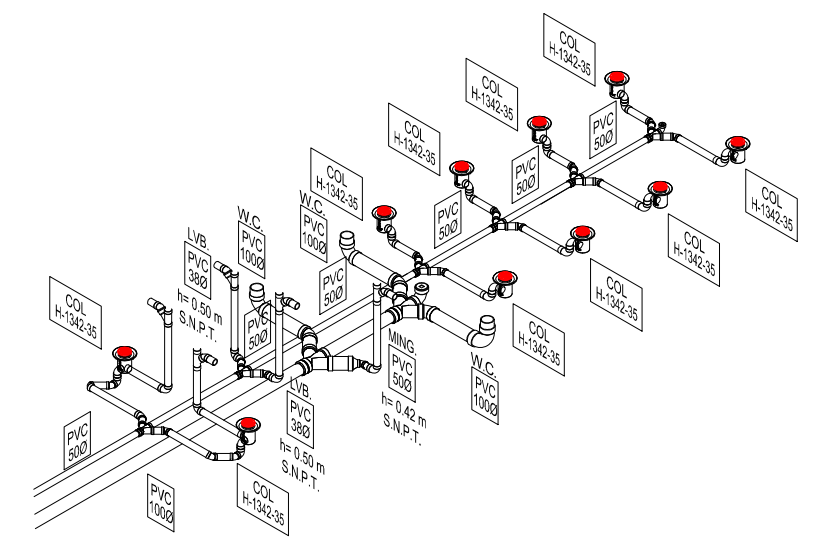 COL
H-1342-35
COL
H-1342-35
PVC
50Ø
COL
H-1342-35
COL
H-1342-35
PVC
50Ø
COL
H-1342-35
COL
H-1342-35
PVC
50Ø
COL
H-1342-35
W.C.
PVC
100Ø
PVC
50Ø
COL
H-1342-35
W.C.
PVC
100Ø
LVB.
PVC
38Ø
h= 0.50 m
S.N.P.T.
PVC
50Ø
COL
H-1342-35
MING.
PVC
50Ø
h= 0.42 m
S.N.P.T.
W.C.
PVC
100Ø
LVB.
PVC
38Ø
h= 0.50 m
S.N.P.T.
PVC
50Ø
PVC
100Ø
COL
H-1342-35